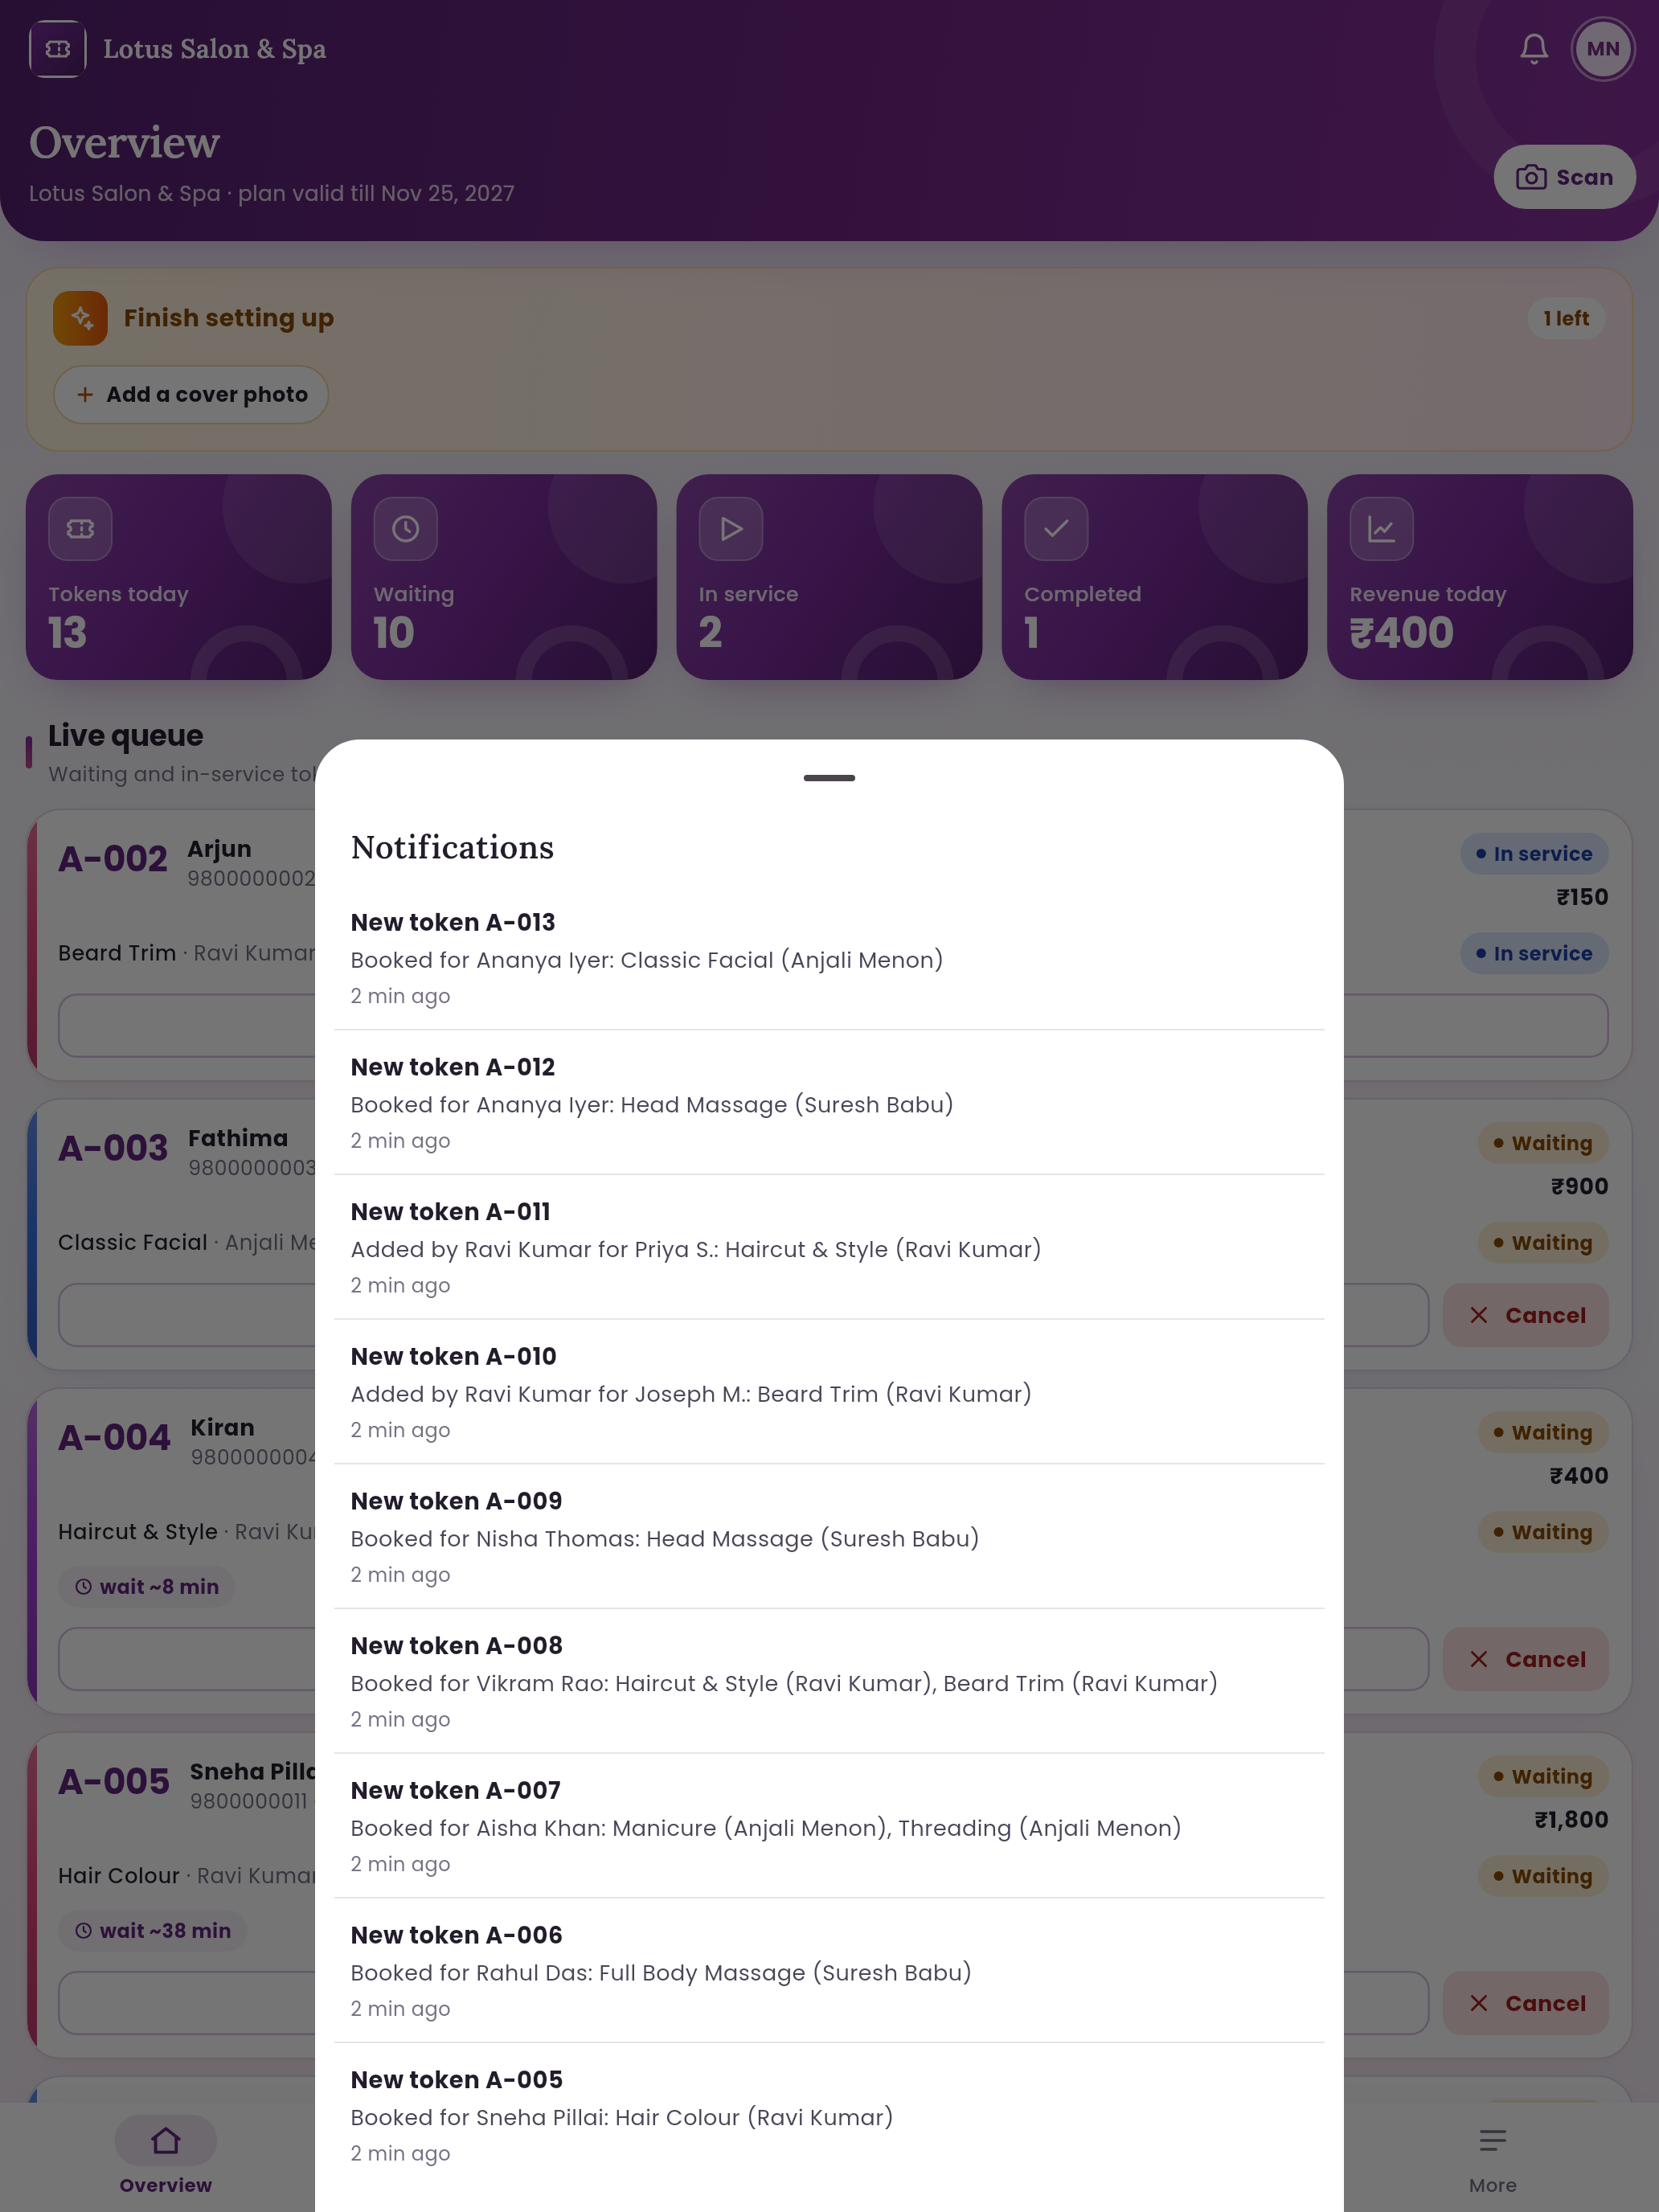 Lotus Salon & Spa
MN
Overview
Lotus Salon & Spa · plan valid till Nov 25, 2027
Scan
Finish setting up
1 left
Add a cover photo
Tokens today
13
Waiting
10
In service
2
Completed
1
Revenue today
₹400
Live queue
Waiting and in-service
A-002
Arjun
9800000002
In service
₹150
Beard Trim · Ravi Kumar
In service
A-003
Fathima
9800000003
Waiting
₹900
Classic Facial · Anjali
Waiting
Cancel
A-004
Kiran
9800000004
Waiting
₹400
Haircut & Style · Ravi
Waiting
wait ~8 min
Cancel
A-005
Sneha
9800000011
Waiting
₹1,800
Hair Colour · Ravi Kumar
Waiting
wait ~38 min
Cancel
Notifications
New token A-013
Booked for Ananya Iyer: Classic Facial (Anjali Menon)
2 min ago
New token A-012
Booked for Ananya Iyer: Head Massage (Suresh Babu)
2 min ago
New token A-011
Added by Ravi Kumar for Priya S.: Haircut & Style (Ravi Kumar)
2 min ago
New token A-010
Added by Ravi Kumar for Joseph M.: Beard Trim (Ravi Kumar)
2 min ago
New token A-009
Booked for Nisha Thomas: Head Massage (Suresh Babu)
2 min ago
New token A-008
Booked for Vikram Rao: Haircut & Style (Ravi Kumar), Beard Trim (Ravi Kumar)
2 min ago
New token A-007
Booked for Aisha Khan: Manicure (Anjali Menon), Threading (Anjali Menon)
2 min ago
New token A-006
Booked for Rahul Das: Full Body Massage (Suresh Babu)
2 min ago
New token A-005
Booked for Sneha Pillai: Hair Colour (Ravi Kumar)
2 min ago
Overview
More